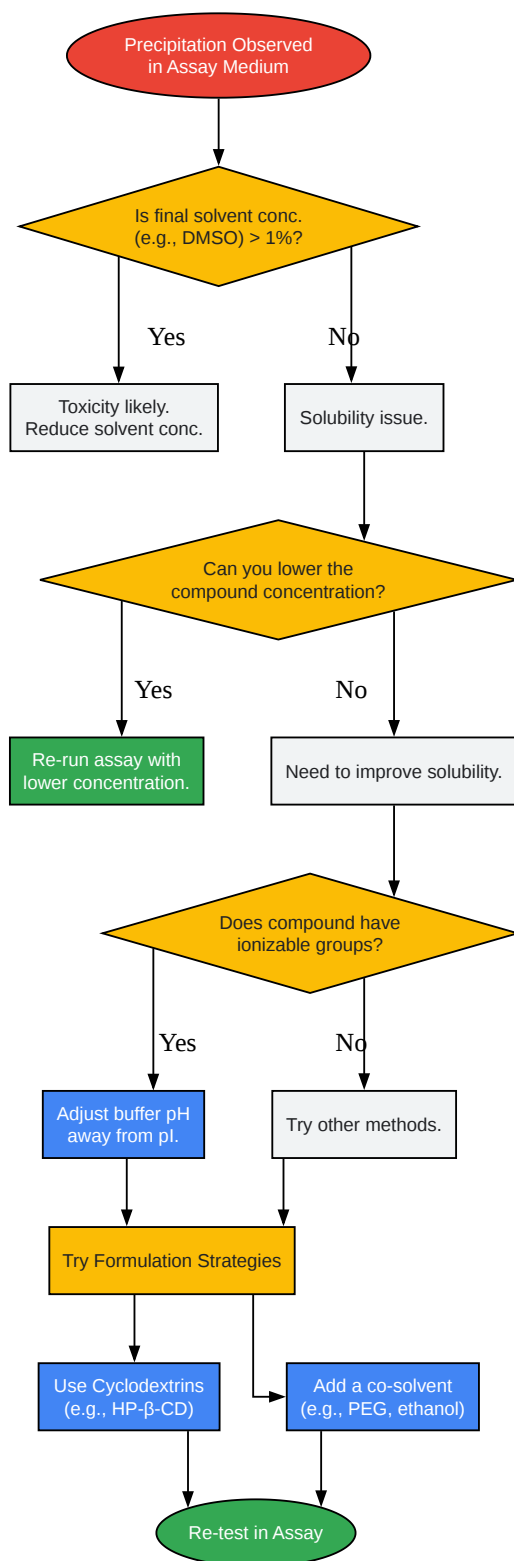 Precipitation Observed
in Assay Medium
Is final solvent conc.
(e.g., DMSO) > 1%?
Yes
No
Toxicity likely.
Reduce solvent conc.
Solubility issue.
Can you lower the
compound concentration?
Yes
No
Re-run assay with
lower concentration.
Need to improve solubility.
Does compound have
ionizable groups?
Yes
No
Adjust buffer pH
away from pI.
Try other methods.
Try Formulation Strategies
Use Cyclodextrins
(e.g., HP-β-CD)
Add a co-solvent
(e.g., PEG, ethanol)
Re-test in Assay